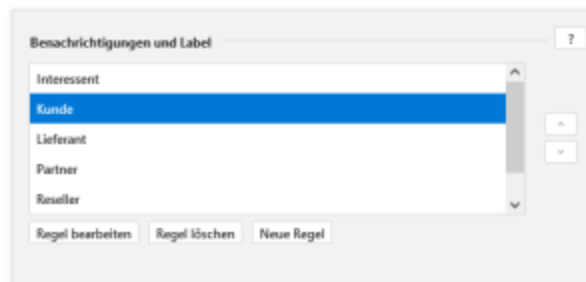 Benachrichtigungen und Label
?
Interessent
Kunde
Lieferant
Partner
Reseller
Regel bearbeiten Regel löschen Neue Regel